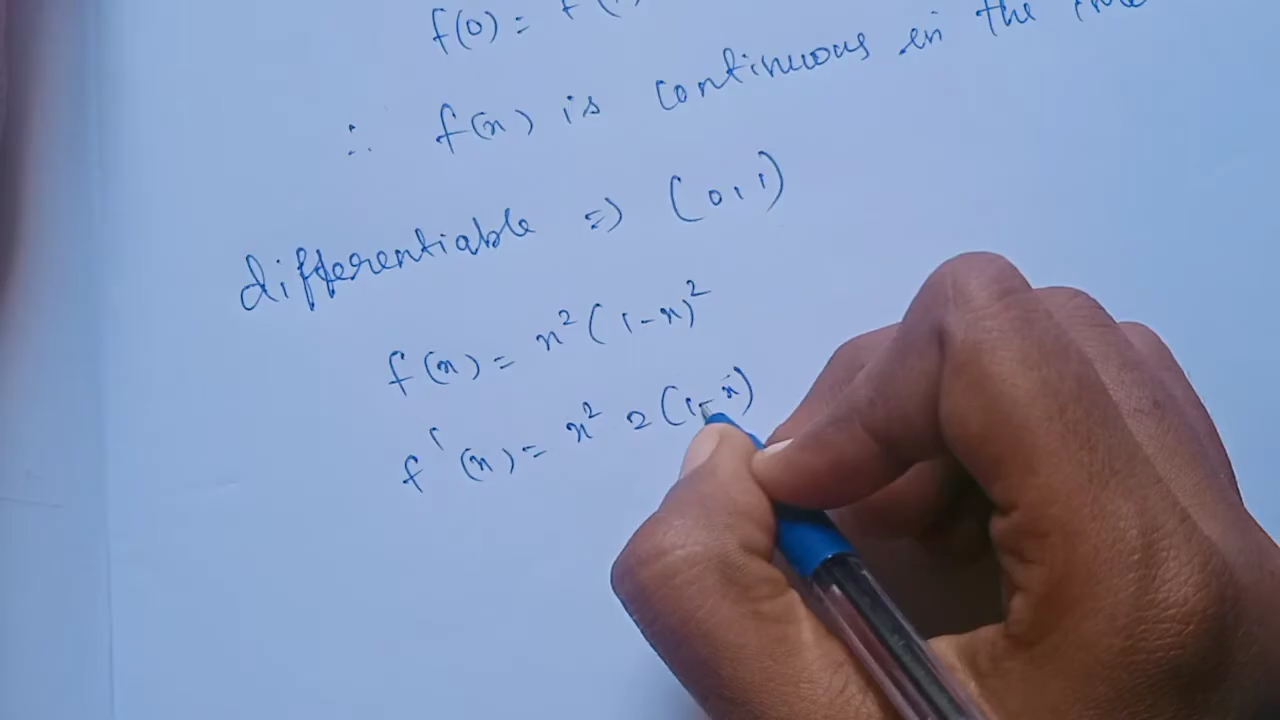 f(0) =
∴ f(x) is continuous in the
differentiable => (0,1)
f(x) = x²(1-x)²
f'(x) = x² 2(1-x)